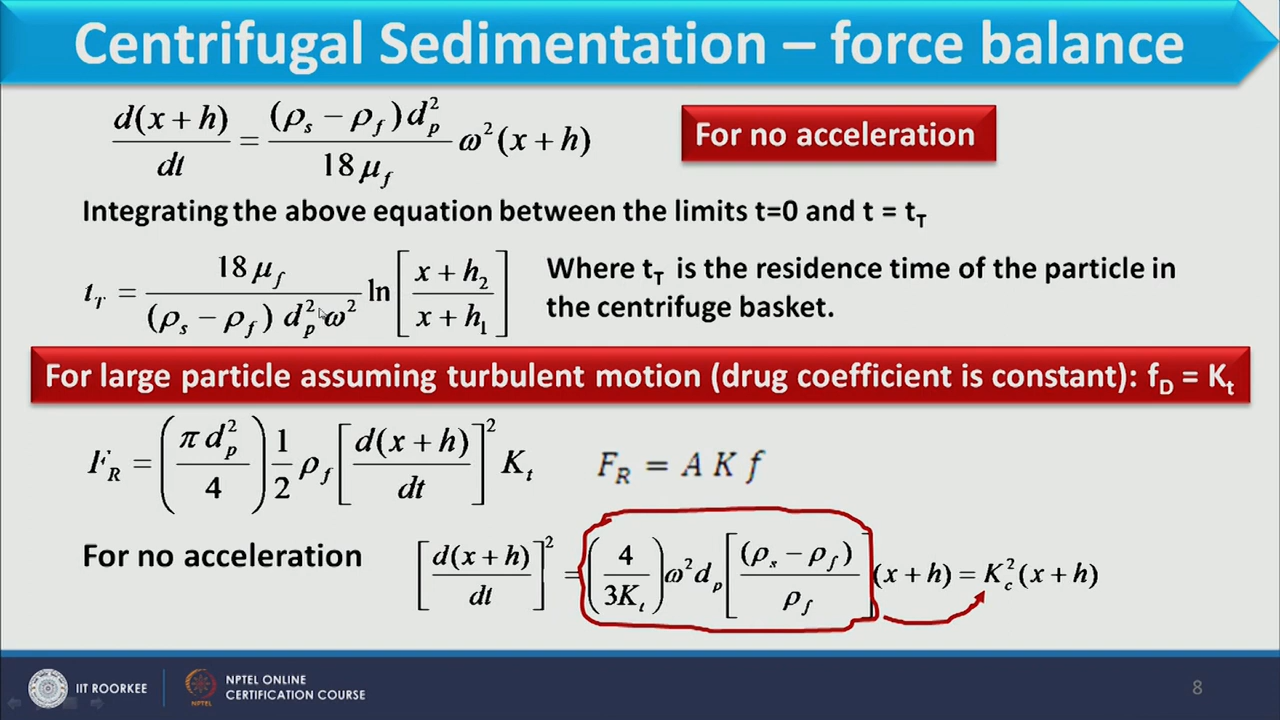 Centrifugal Sedimentation – force balance
d(x + h)/dt = (ρs − ρf) dp²/18 μf ω² (x + h)
For no acceleration
Integrating the above equation between the limits t=0 and t = tT
tT = 18 μf/(ρs − ρf) dp² ω² ln [x + h2/x + h1]
Where tT is the residence time of the particle in
the centrifuge basket.
For large particle assuming turbulent motion (drug coefficient is constant): fD = Kt
FR = (π dp²/4) 1/2 ρf [d(x + h)/dt]² Kt
FR = A K f
For no acceleration
[d(x + h)/dt]² = (4/3Kt) ω² dp [(ρs − ρf)/ρf] (x + h) = Kc² (x + h)
IIT ROORKEE
NPTEL
NPTEL ONLINE
CERTIFICATION COURSE
8